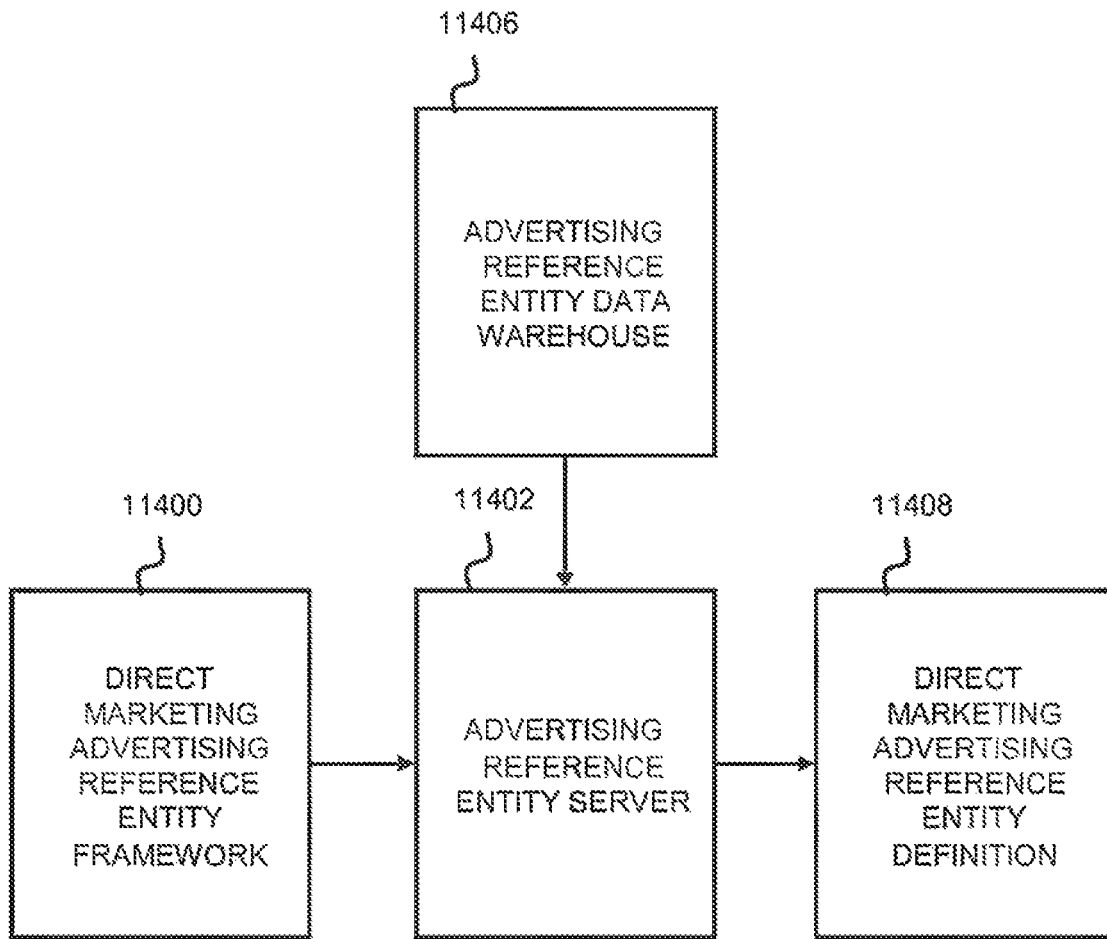 11406
ADVERTISING
REFERENCE
ENTITY DATA
WAREHOUSE
11400
11402
11408
DIRECT
MARKETING
ADVERTISING
REFERENCE
ENTITY
FRAMEWORK
ADVERTISING
REFERENCE
ENTITY SERVER
DIRECT
MARKETING
ADVERTISING
REFERENCE
ENTITY
DEFINITION